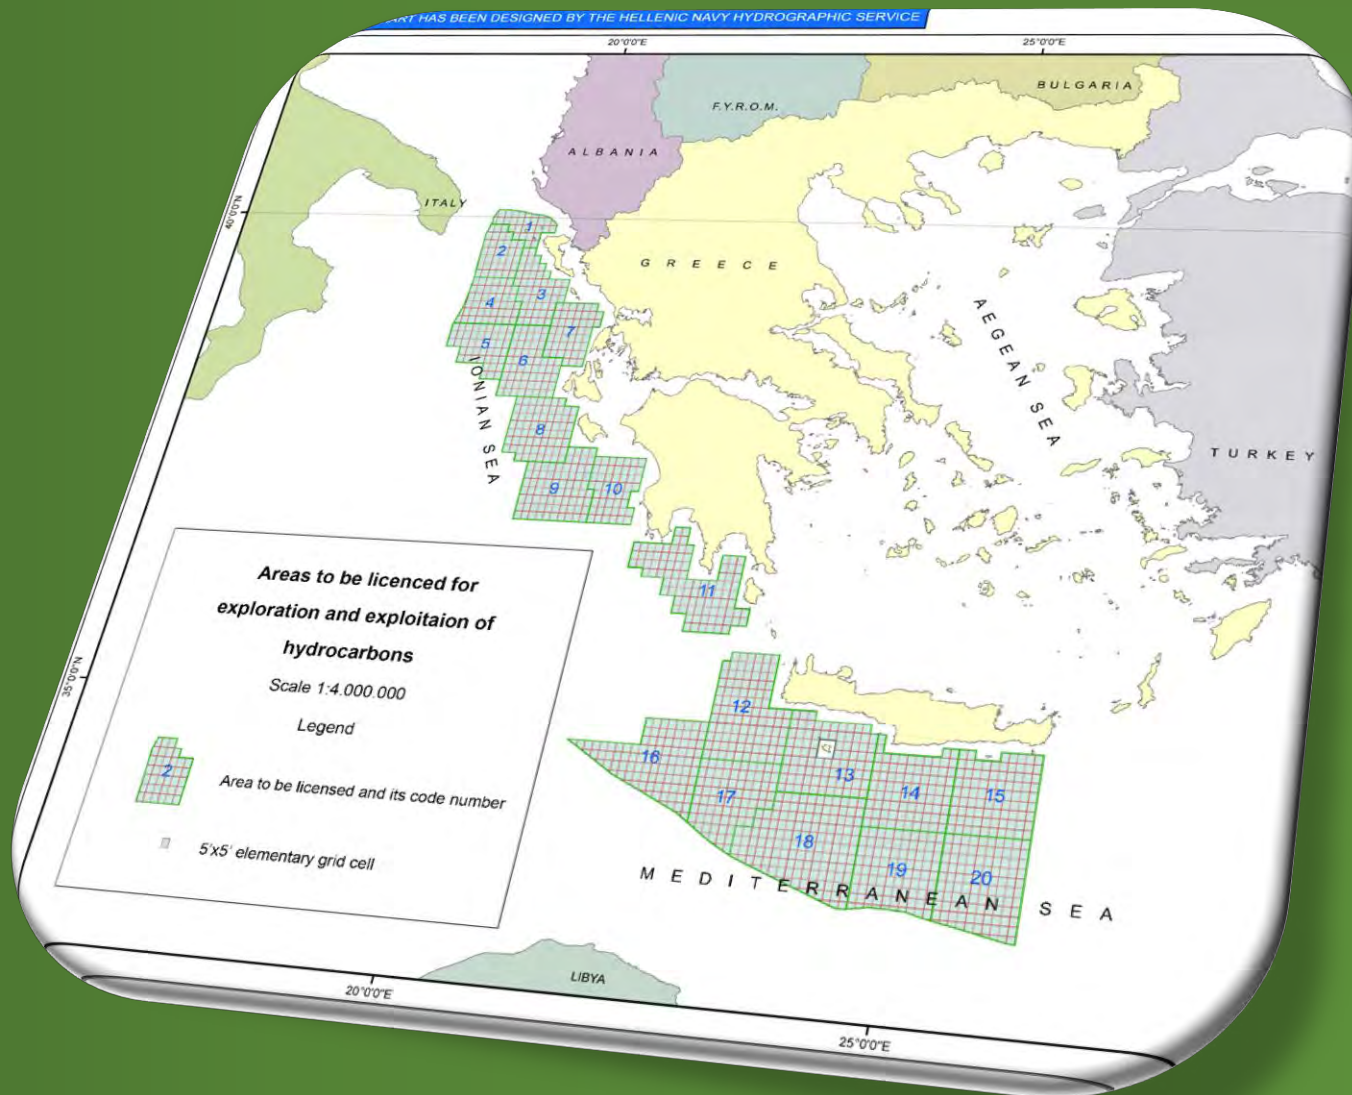 ART HAS BEEN DESIGNED BY THE HELLENIC NAVY HYDROGRAPHIC SERVICE
20°0'0"E
25°0'0"E
BULGARIA
F.Y.R.O.M.
ALBANIA
ITALY
40°0'0"N
GREECE
1
2
3
4
5
6
7
AEGEAN SEA
IONIAN SEA
TURKEY
8
9
10
11
12
13
14
15
16
17
18
19
20
MEDITERRANEAN SEA
35°0'0"N
Areas to be licenced for
exploration and exploitaion of
hydrocarbons
Scale 1:4.000.000
Legend
2
Area to be licensed and its code number
5'x5' elementary grid cell
LIBYA
20°0'0"E
25°0'0"E